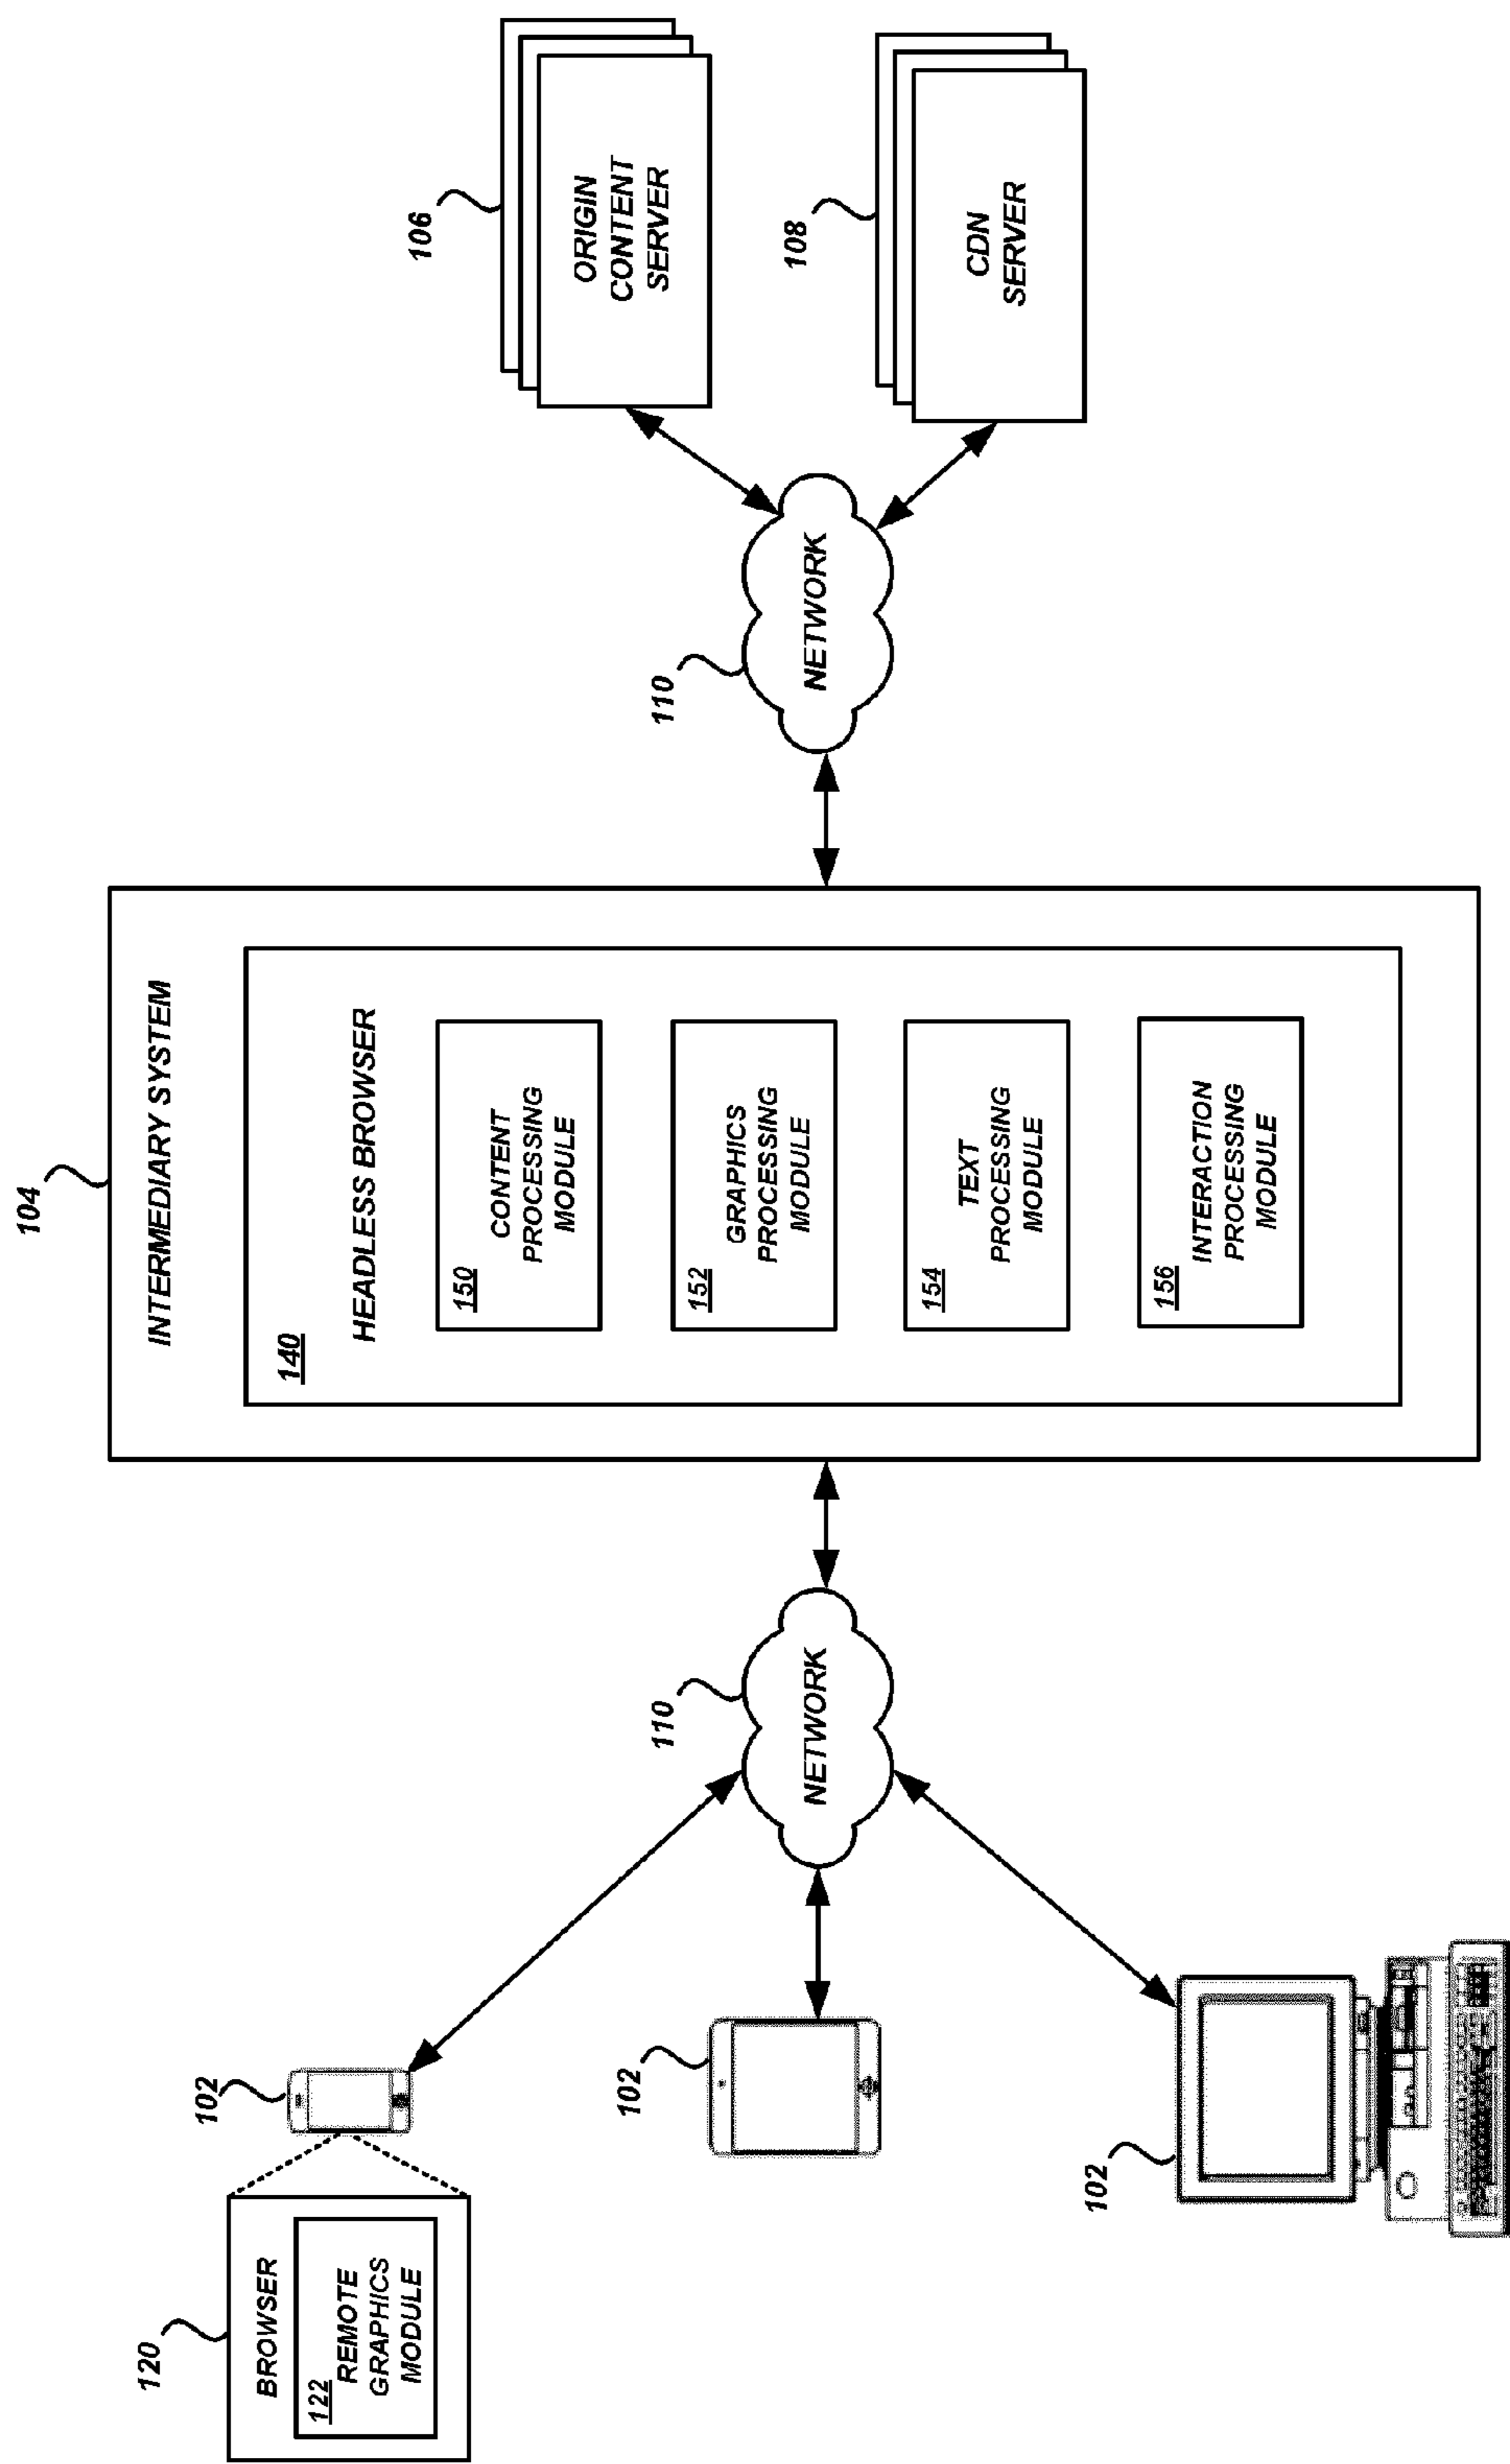 120
BROWSER
122
REMOTE
GRAPHICS
MODULE
102
102
102
110
NETWORK
104
INTERMEDIARY SYSTEM
140
HEADLESS BROWSER
150
CONTENT
PROCESSING
MODULE
152
GRAPHICS
PROCESSING
MODULE
154
TEXT
PROCESSING
MODULE
156
INTERACTION
PROCESSING
MODULE
110
NETWORK
106
ORIGIN
CONTENT
SERVER
108
CDN
SERVER